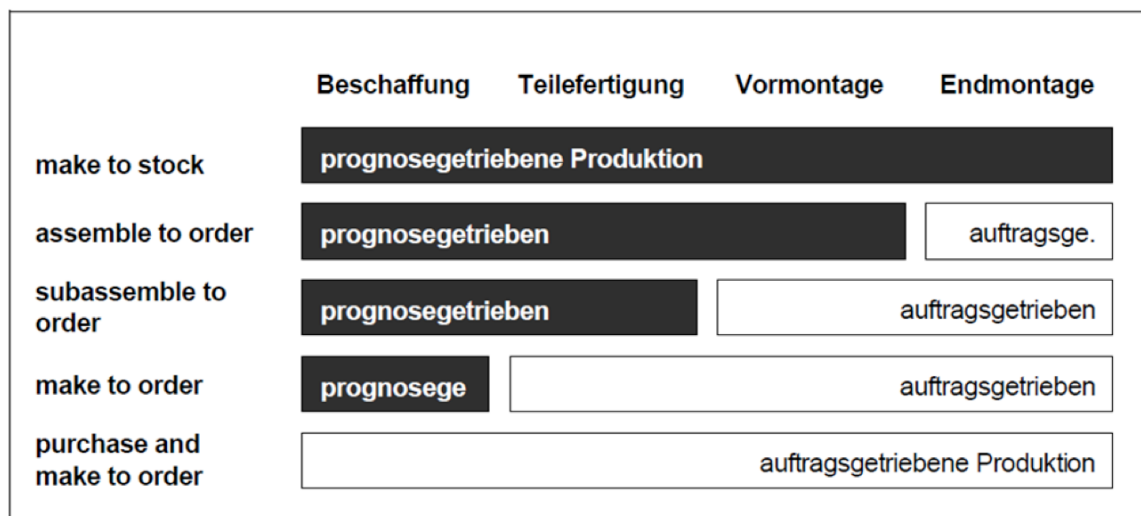 Beschaffung Teilefertigung Vormontage Endmontage
make to stock prognosegetriebene Produktion
assemble to order prognosegetrieben auftragsge.
subassemble to
order prognosegetrieben auftragsgetrieben
make to order prognosege auftragsgetrieben
purchase and
make to order auftragsgetriebene Produktion